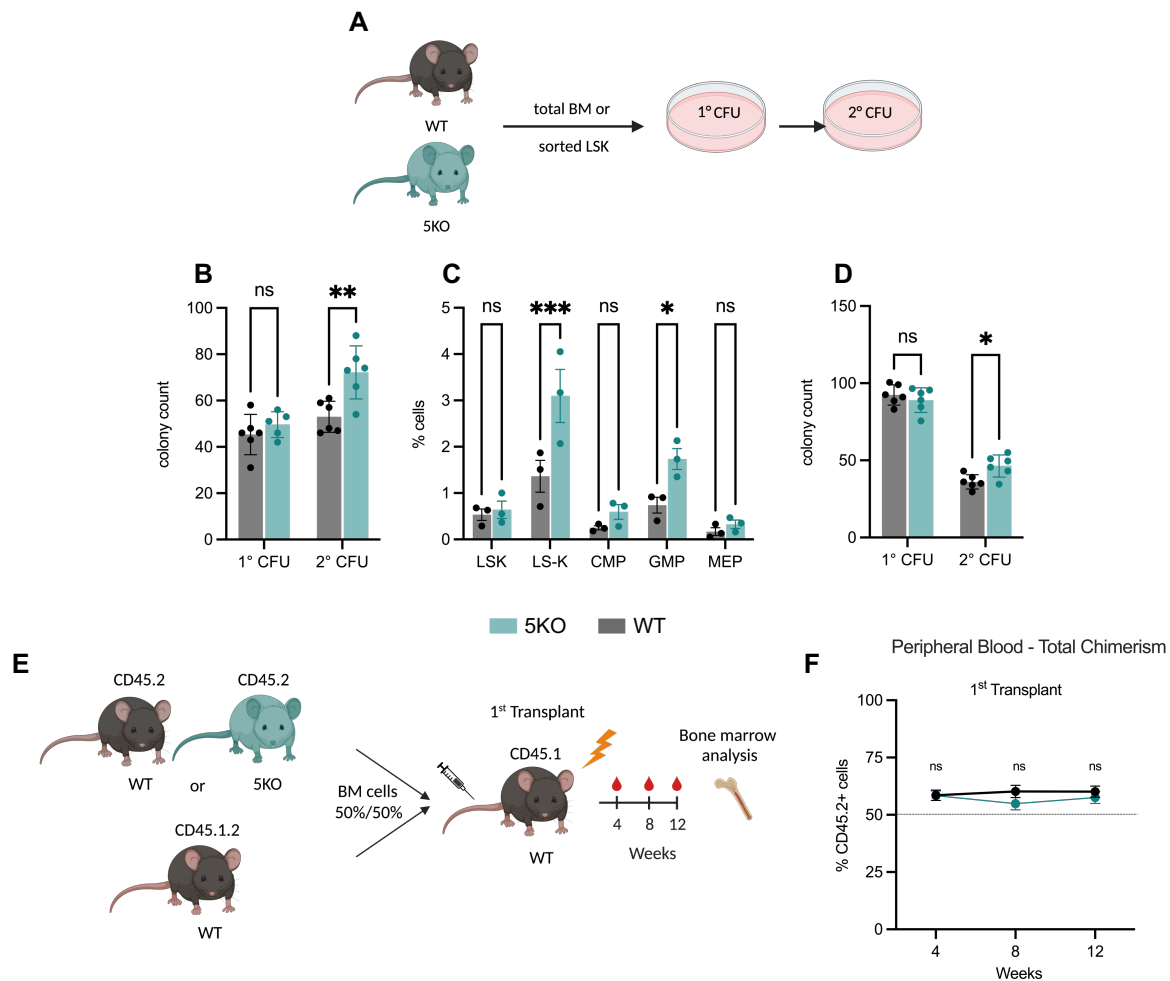 A
WT
total BM or
sorted LSK
5KO
1° CFU
2° CFU
B
colony count
100
80
60
40
20
0
ns
**
1° CFU
2° CFU
C
% cells
5
4
3
2
1
0
ns
***
ns
*
ns
LSK
LS-K
CMP
GMP
MEP
D
colony count
150
100
50
0
ns
*
1° CFU
2° CFU
5KO
WT
E
CD45.2
CD45.2
WT
or
5KO
CD45.1.2
WT
BM cells
50%/50%
1st Transplant
CD45.1
WT
4
8
12
Weeks
Bone marrow
analysis
F
Peripheral Blood - Total Chimerism
1st Transplant
% CD45.2+ cells
100
75
50
25
0
ns
ns
ns
4
8
12
Weeks